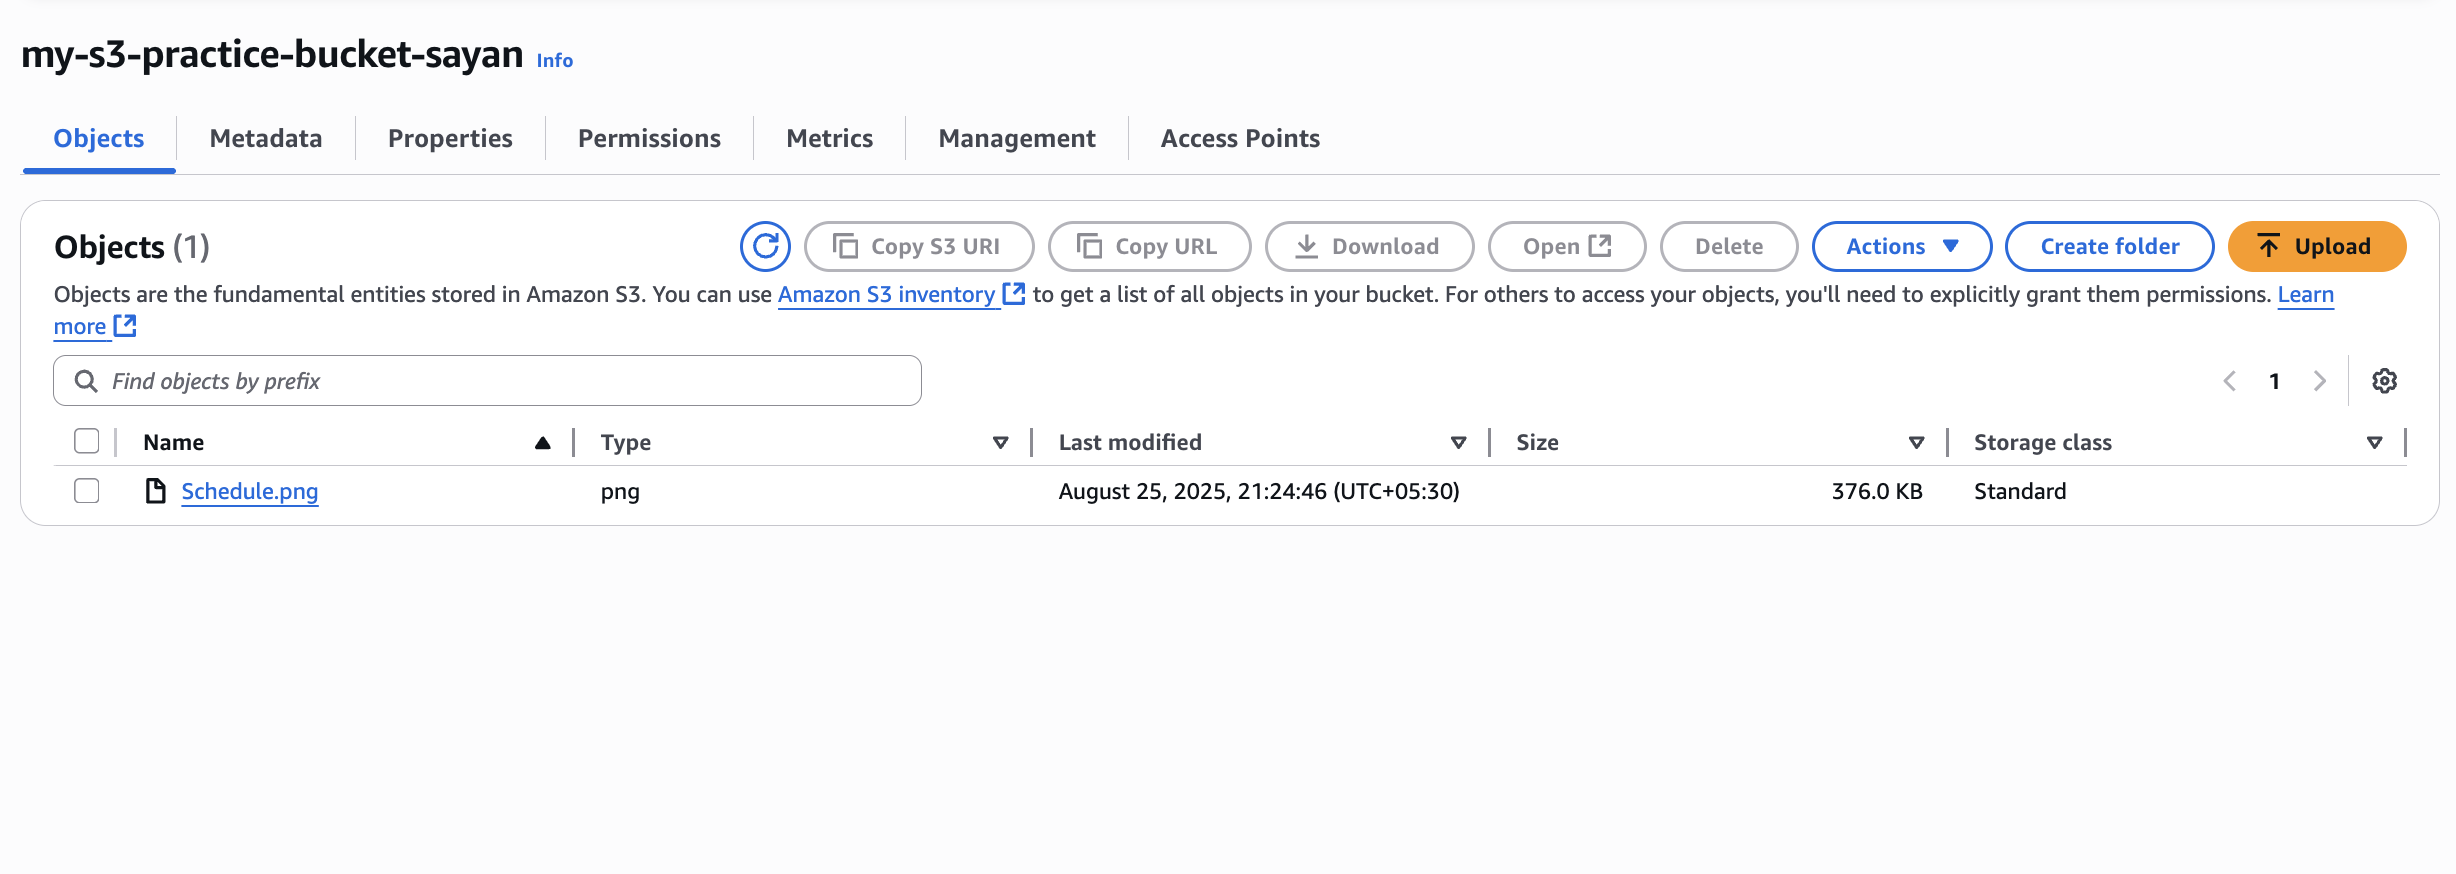 my-s3-practice-bucket-sayan Info
Objects Metadata Properties Permissions Metrics Management Access Points
Objects (1) Copy S3 URI Copy URL Download Open Delete Actions Create folder Upload
Objects are the fundamental entities stored in Amazon S3. You can use Amazon S3 inventory to get a list of all objects in your bucket. For others to access your objects, you'll need to explicitly grant them permissions. Learn
more
Find objects by prefix 1
Name Type Last modified Size Storage class
Schedule.png png August 25, 2025, 21:24:46 (UTC+05:30) 376.0 KB Standard